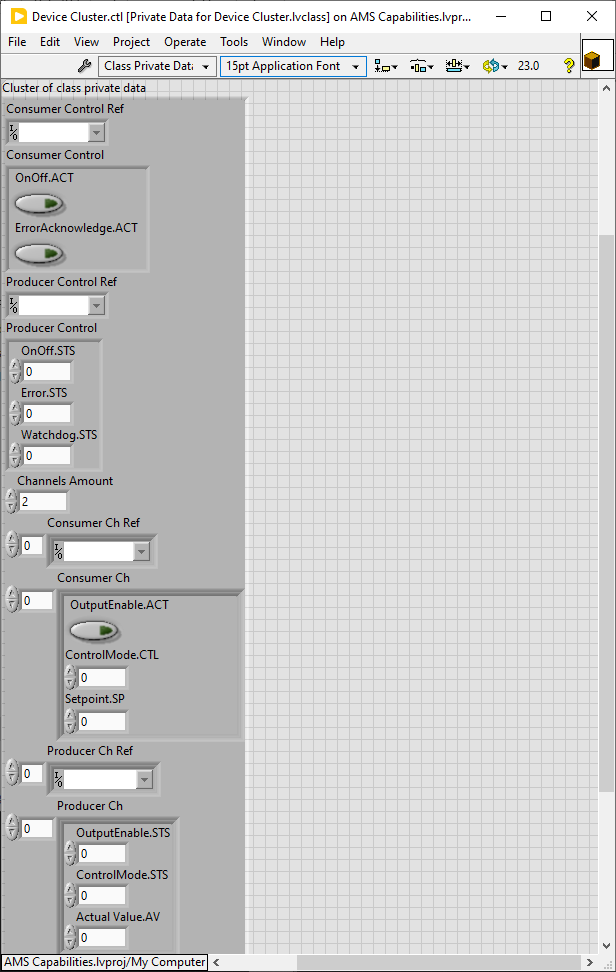 Device Cluster.ctl [Private Data for Device Cluster.lvclass] on AMS Capabilities.lvpr...
File Edit View Project Operate Tools Window Help
Class Private Data 15pt Application Font 23.0 ?
Cluster of class private data
Consumer Control Ref
I/0
Consumer Control
OnOff.ACT
ErrorAcknowledge.ACT
Producer Control Ref
I/0
Producer Control
OnOff.STS
0
Error.STS
0
Watchdog.STS
0
Channels Amount
2
Consumer Ch Ref
0 I/0
Consumer Ch
0
OutputEnable.ACT
ControlMode.CTL
0
Setpoint.SP
0
Producer Ch Ref
0 I/0
Producer Ch
0
OutputEnable.STS
0
ControlMode.STS
0
Actual Value.AV
0
AMS Capabilities.lvproj/My Computer